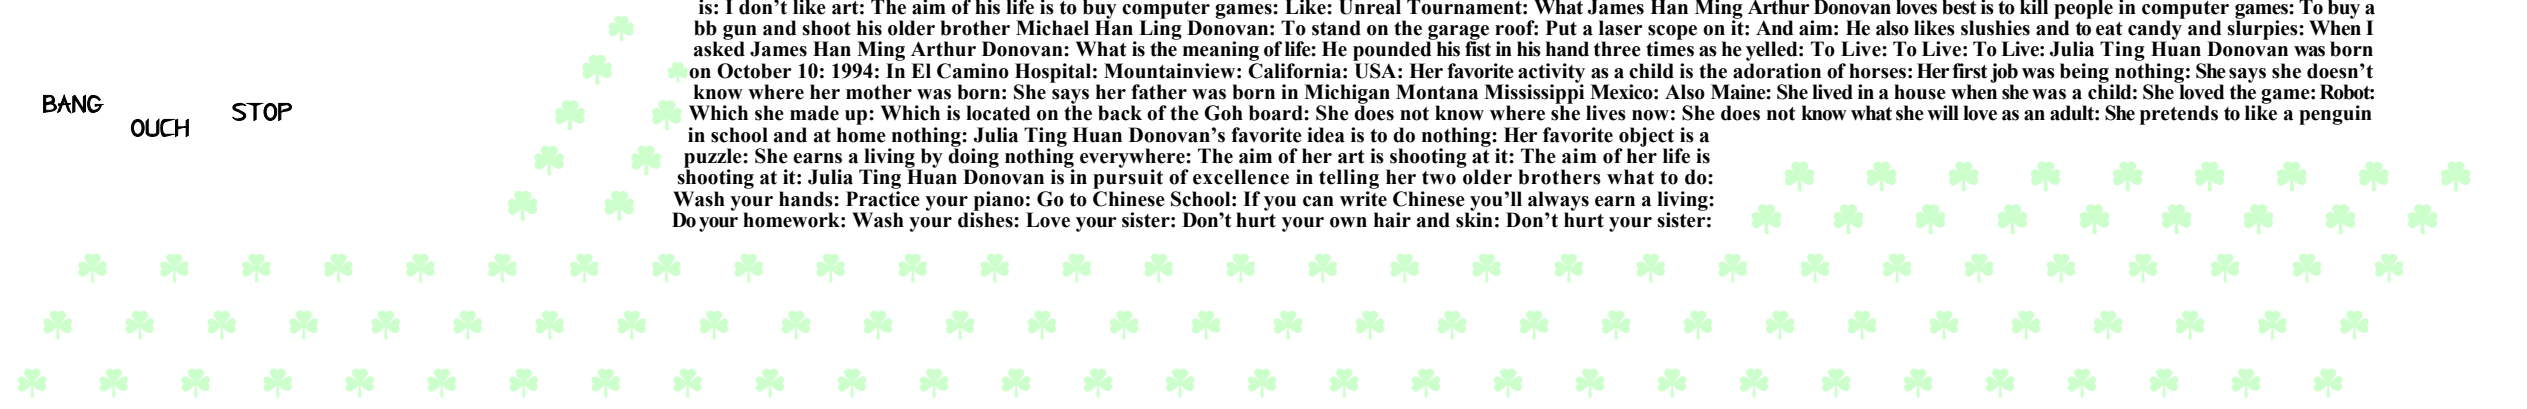 is: I don't like art: The aim of his life is to buy computer games: Like: Unreal Tournament: What James Han Ming Arthur Donovan loves best is to kill people in computer games: To buy a
bb gun and shoot his older brother Michael Han Ling Donovan: To stand on the garage roof: Put a laser scope on it: And aim: He also likes slushies and to eat candy and slurpies: When I
asked James Han Ming Arthur Donovan: What is the meaning of life: He pounded his fist in his hand three times as he yelled: To Live: To Live: To Live: Julia Ting Huan Donovan was born
on October 10: 1994: In El Camino Hospital: Mountainview: California: USA: Her favorite activity as a child is the adoration of horses: Her first job was being nothing: She says she doesn't
know where her mother was born: She says her father was born in Michigan Montana Mississippi Mexico: Also Maine: She lived in a house when she was a child: She loved the game: Robot:
Which she made up: Which is located on the back of the Goh board: She does not know where she lives now: She does not know what she will love as an adult: She pretends to like a penguin
in school and at home nothing: Julia Ting Huan Donovan's favorite idea is to do nothing: Her favorite object is a
puzzle: She earns a living by doing nothing everywhere: The aim of her art is shooting at it: The aim of her life is
shooting at it: Julia Ting Huan Donovan is in pursuit of excellence in telling her two older brothers what to do:
Wash your hands: Practice your piano: Go to Chinese School: If you can write Chinese you'll always earn a living:
Do your homework: Wash your dishes: Love your sister: Don't hurt your own hair and skin: Don't hurt your sister:
BANG
OUCH
STOP